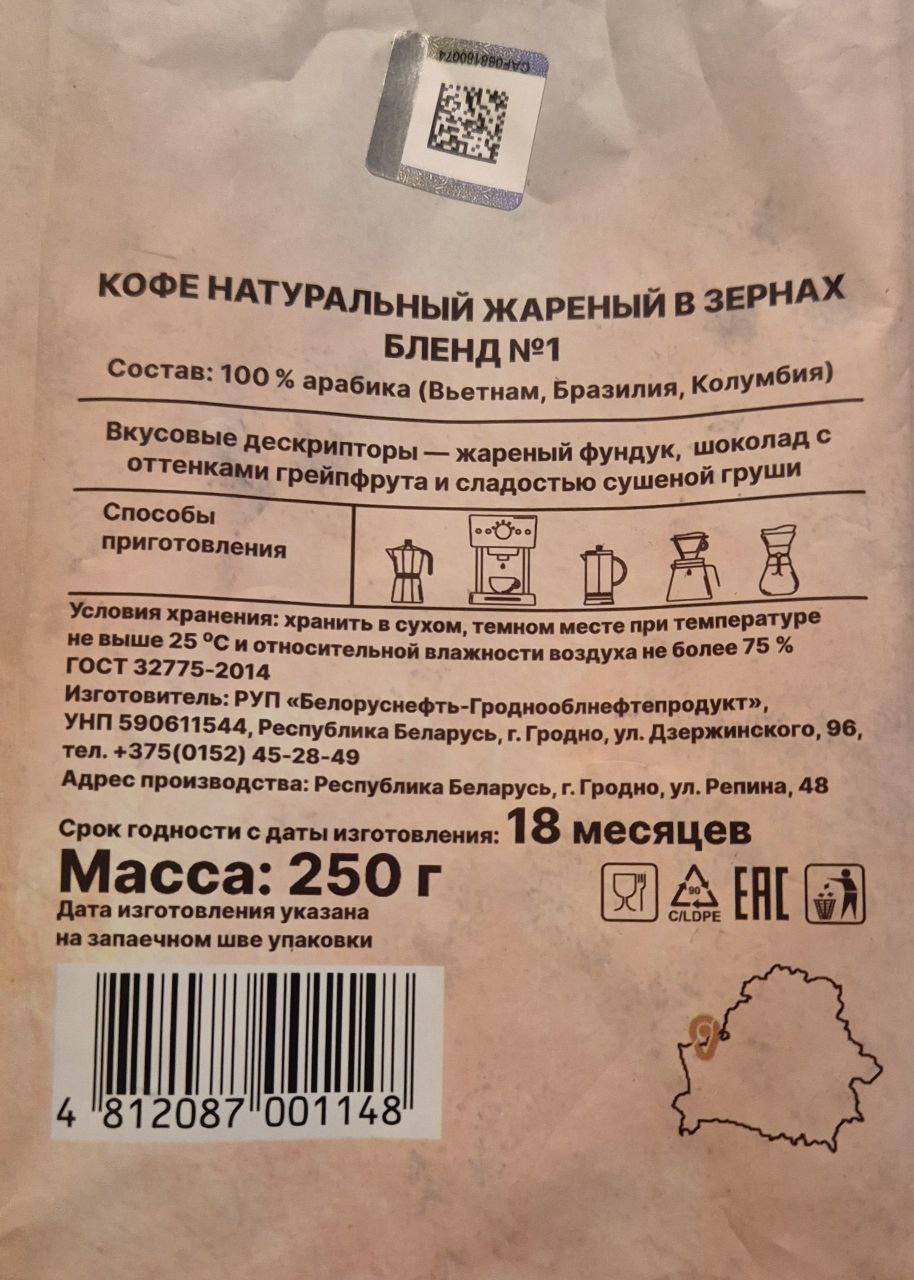 CAF068160074
КОФЕ НАТУРАЛЬНЫЙ ЖАРЕНЫЙ В ЗЕРНАХ
БЛЕНД №1
Состав: 100 % арабика (Вьетнам, Бразилия, Колумбия)
Вкусовые дескрипторы — жареный фундук, шоколад с
оттенками грейпфрута и сладостью сушеной груши
Способы
приготовления
Условия хранения: хранить в сухом, темном месте при температуре
не выше 25 °С и относительной влажности воздуха не более 75 %
ГОСТ 32775-2014
Изготовитель: РУП «Белоруснефть-Гроднооблнефтепродукт»,
УНП 590611544, Республика Беларусь, г. Гродно, ул. Дзержинского, 96,
тел. +375(0152) 45-28-49
Адрес производства: Республика Беларусь, г. Гродно, ул. Репина, 48
Срок годности с даты изготовления: 18 месяцев
Масса: 250 г
Дата изготовления указана
на запаечном шве упаковки
90
C/LDPE
EAC
4 812087 001148